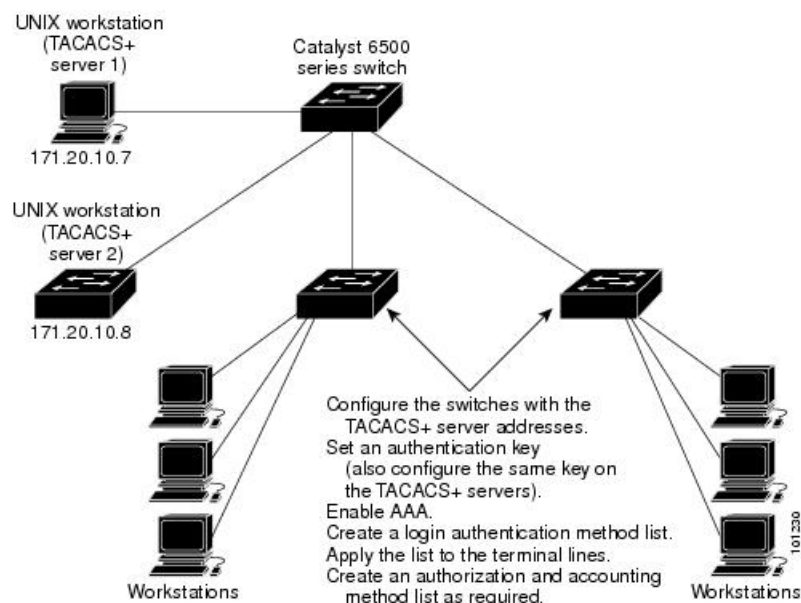 UNIX workstation
(TACACS+
server 1)
Catalyst 6500
series switch
171.20.10.7
UNIX workstation
(TACACS+
server 2)
171.20.10.8
Configure the switches with the
TACACS+ server addresses.
Set an authentication key
(also configure the same key on
the TACACS+ servers).
Enable AAA.
Create a login authentication method list.
Apply the list to the terminal lines.
Create an authorization and accounting
method list as required.
Workstations
Workstations
101230